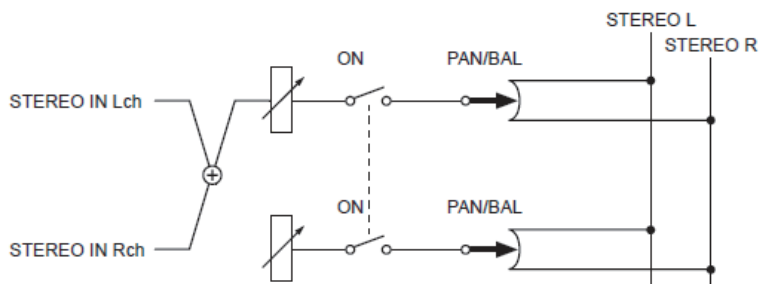 STEREO L
STEREO R
ON
PAN/BAL
STEREO IN Lch
ON
PAN/BAL
STEREO IN Rch